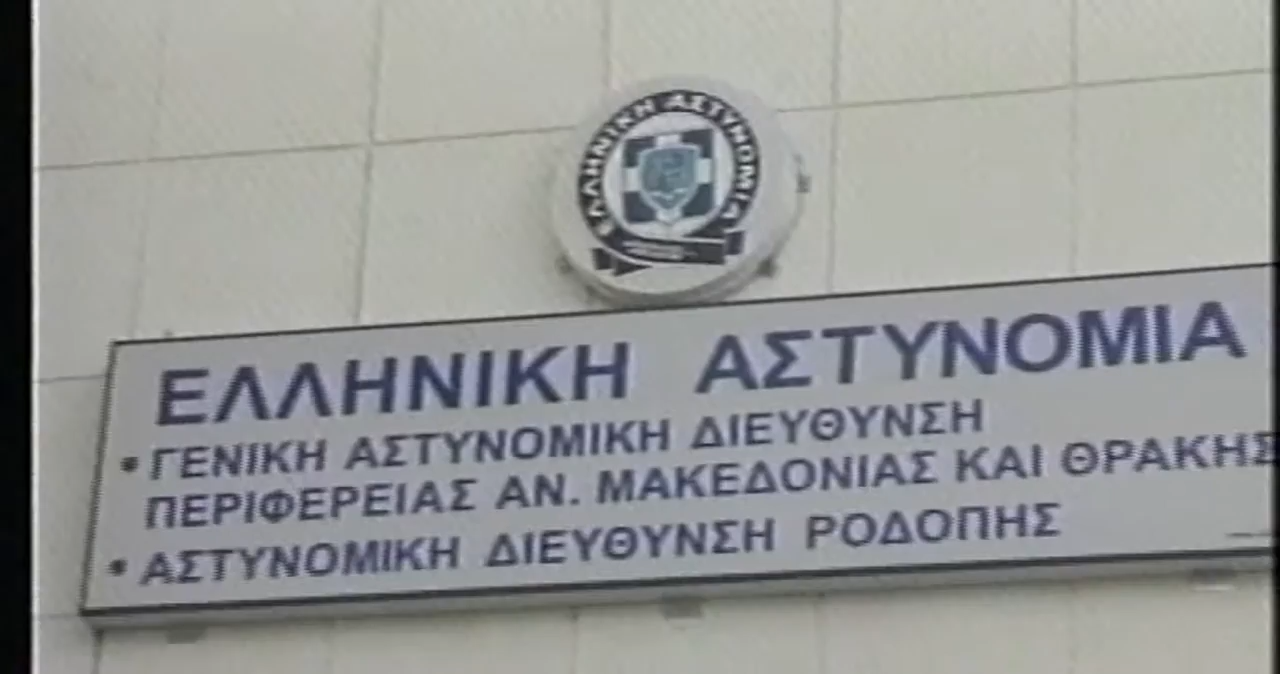 ΕΛΛΗΝΙΚΗ ΑΣΤΥΝΟΜΙΑ
ΕΛΛΗΝΙΚΗ ΑΣΤΥΝΟΜΙΑ
• ΓΕΝΙΚΗ ΑΣΤΥΝΟΜΙΚΗ ΔΙΕΥΘΥΝΣΗ
ΠΕΡΙΦΕΡΕΙΑΣ ΑΝ. ΜΑΚΕΔΟΝΙΑΣ ΚΑΙ ΘΡΑΚΗΣ
• ΑΣΤΥΝΟΜΙΚΗ ΔΙΕΥΘΥΝΣΗ ΡΟΔΟΠΗΣ